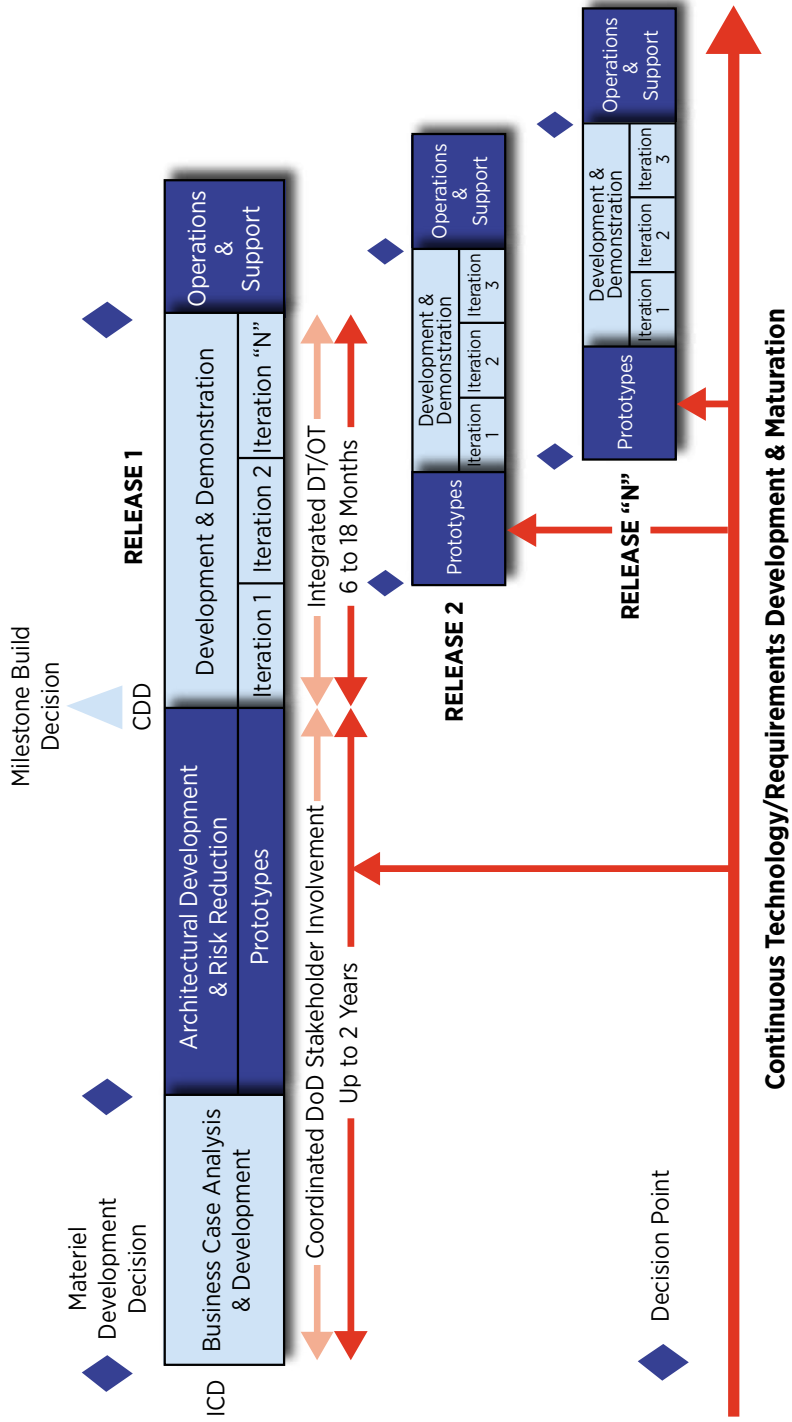 Milestone Build
Decision
Materiel
Development
Decision
CDD
RELEASE 1
ICD
Business Case Analysis
& Development
Architectural Development
& Risk Reduction
Prototypes
Development & Demonstration
Iteration 1
Iteration 2
Iteration “N”
Operations
&
Support
Coordinated DoD Stakeholder Involvement
Integrated DT/OT
Up to 2 Years
6 to 18 Months
RELEASE 2
Prototypes
Development &
Demonstration
Iteration
1
Iteration
2
Iteration
3
Operations
&
Support
RELEASE “N”
Prototypes
Development &
Demonstration
Iteration
1
Iteration
2
Iteration
3
Operations
&
Support
Decision Point
Continuous Technology/Requirements Development & Maturation